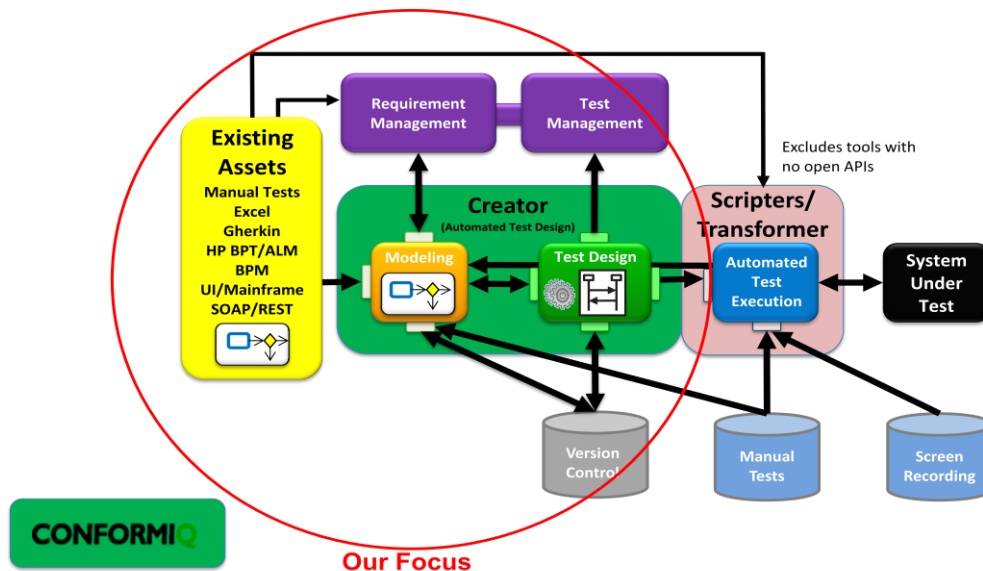 Requirement
Management
Test
Management
Existing
Assets
Manual Tests
Excel
Gherkin
HP BPT/ALM
BPM
UI/Mainframe
SOAP/REST
Excludes tools with
no open APIs
Creator
(Automated Test Design)
Modeling
Test Design
Scripters/
Transformer
Automated
Test
Execution
System
Under
Test
Version
Control
Manual
Tests
Screen
Recording
CONFORMIQ
Our Focus